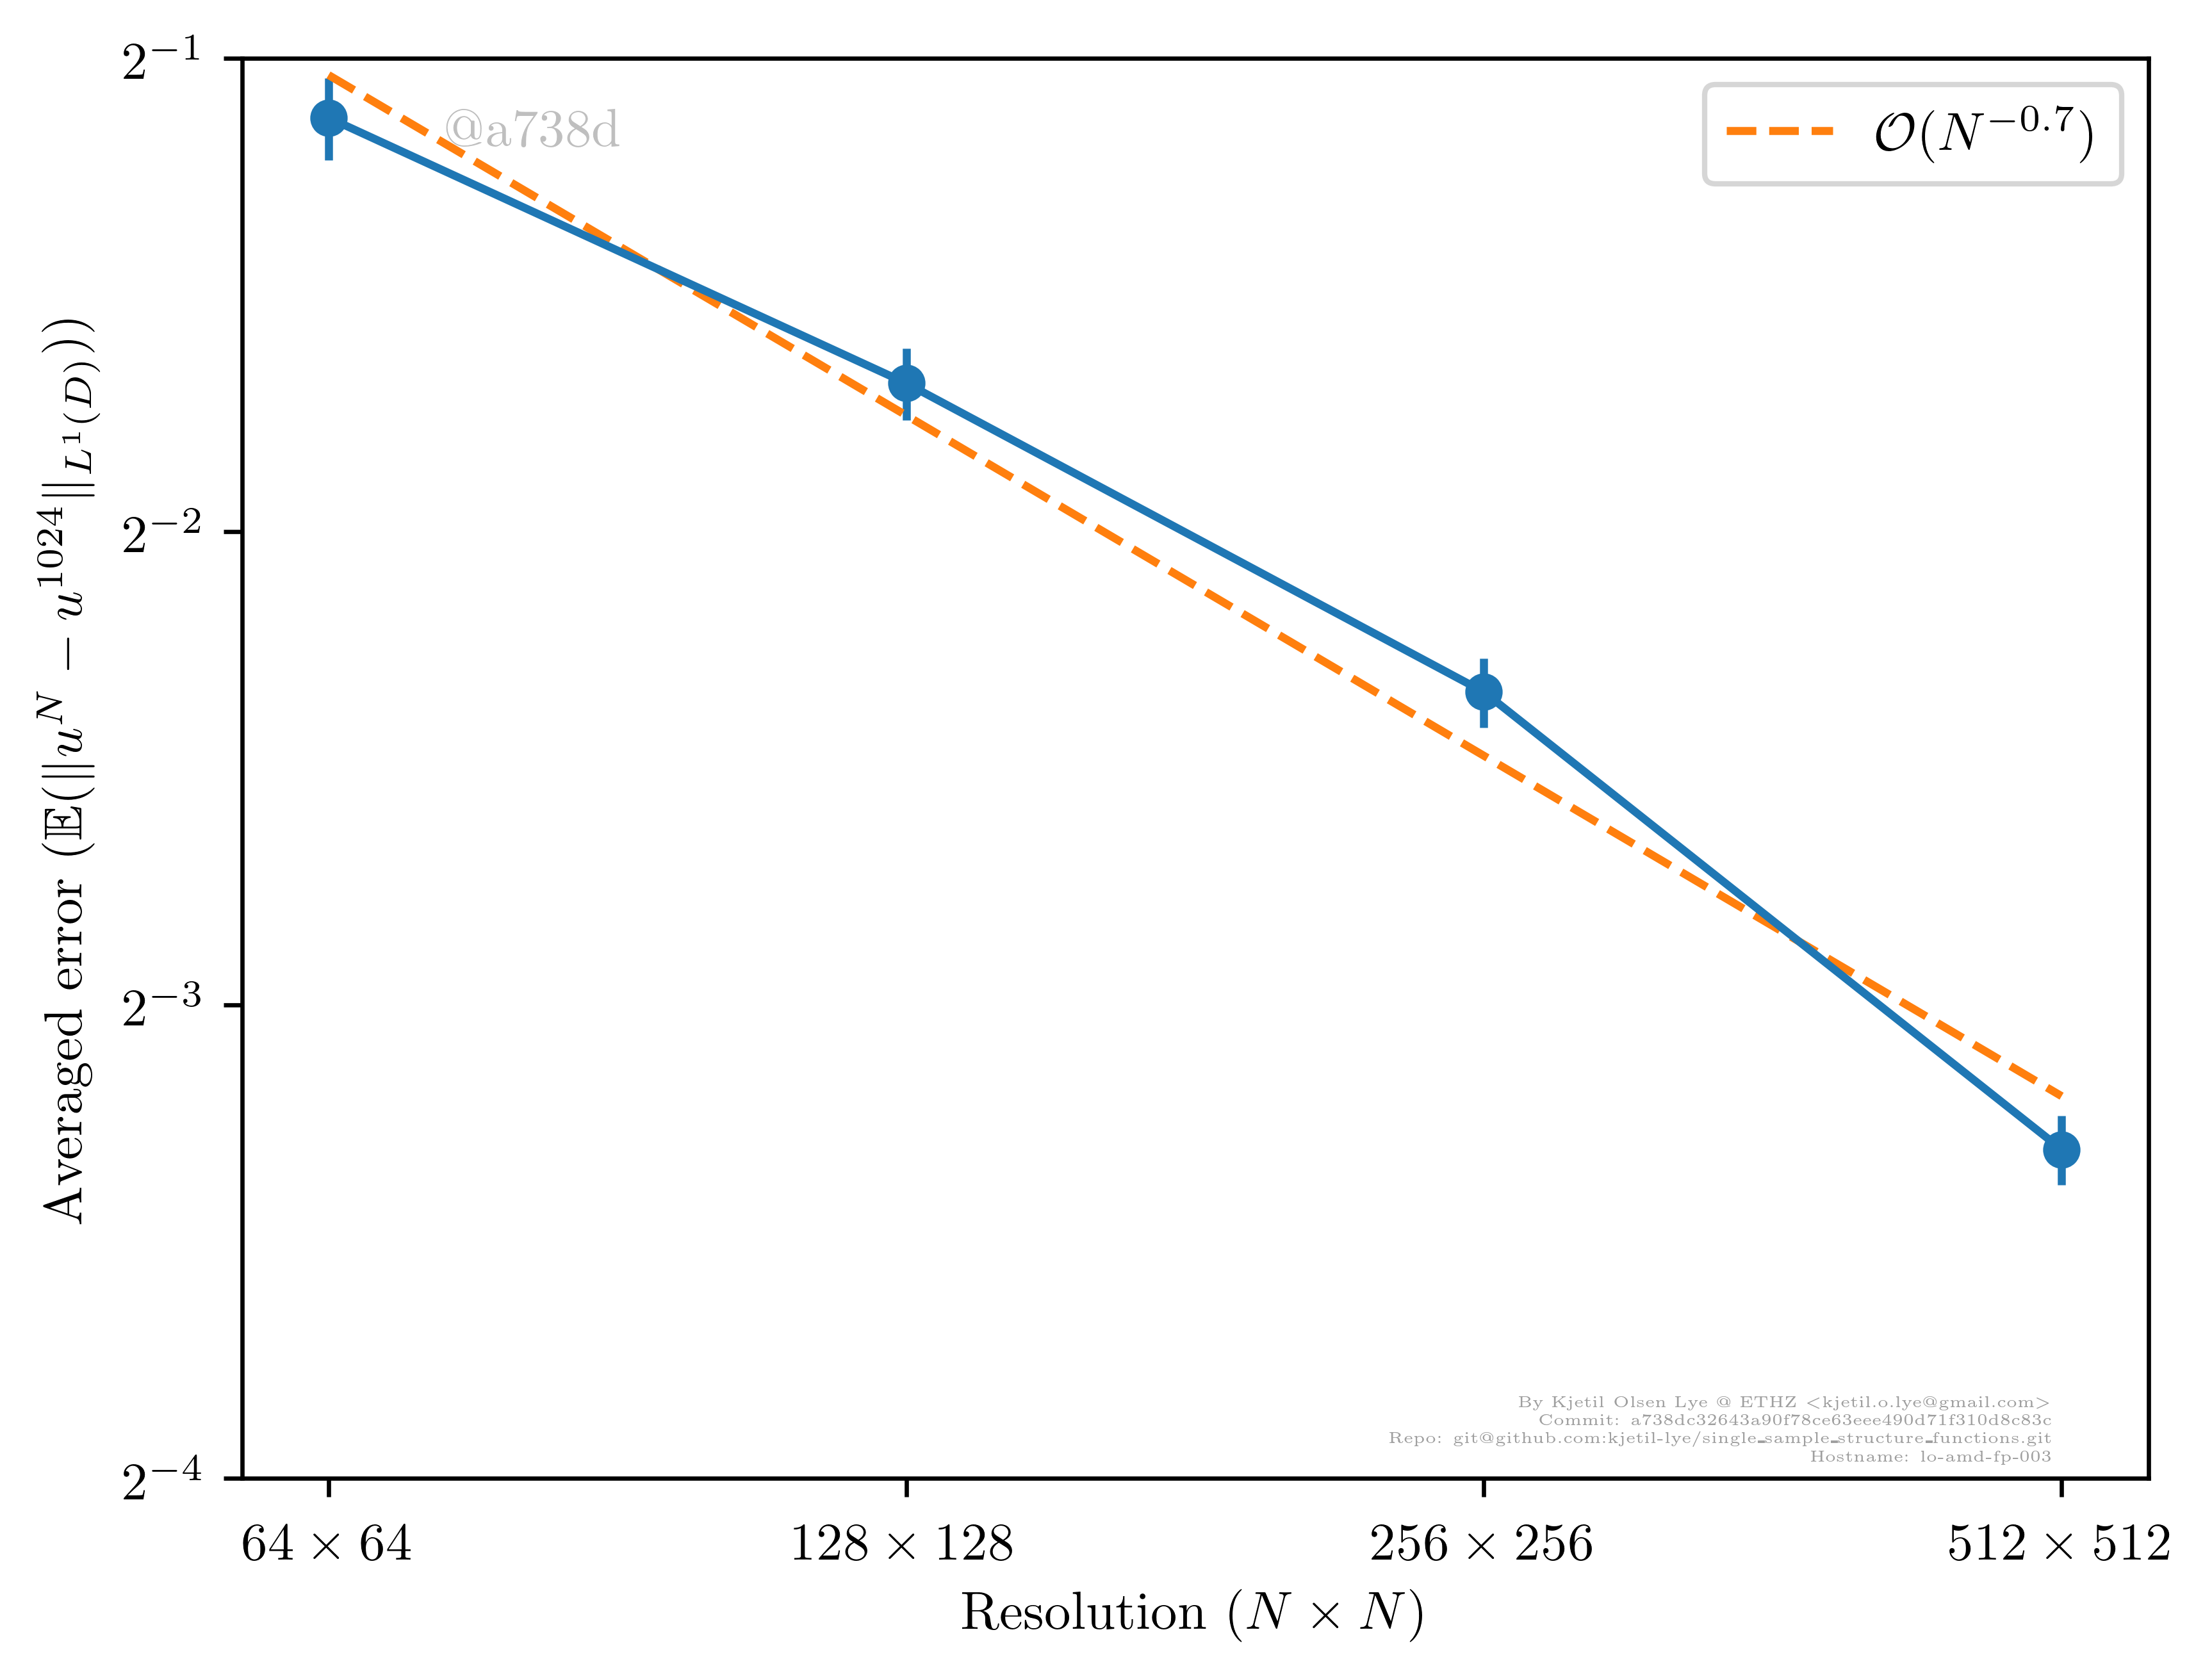 @a738d
𝒪(N^{-0.7})
2^{-1}
2^{-2}
2^{-3}
2^{-4}
Averaged error (𝔼(||u^N − u^{1024}||_{L^1(D)}))
By Kjetil Olsen Lye @ ETHZ <kjetil.o.lye@gmail.com>
Commit: a738dc32643a90f78ce63eee490d71f310d8c83c
Repo: git@github.com:kjetil-lye/single_sample_structure_functions.git
Hostname: lo-amd-fp-003
64 × 64 128 × 128 256 × 256 512 × 512
Resolution (N × N)